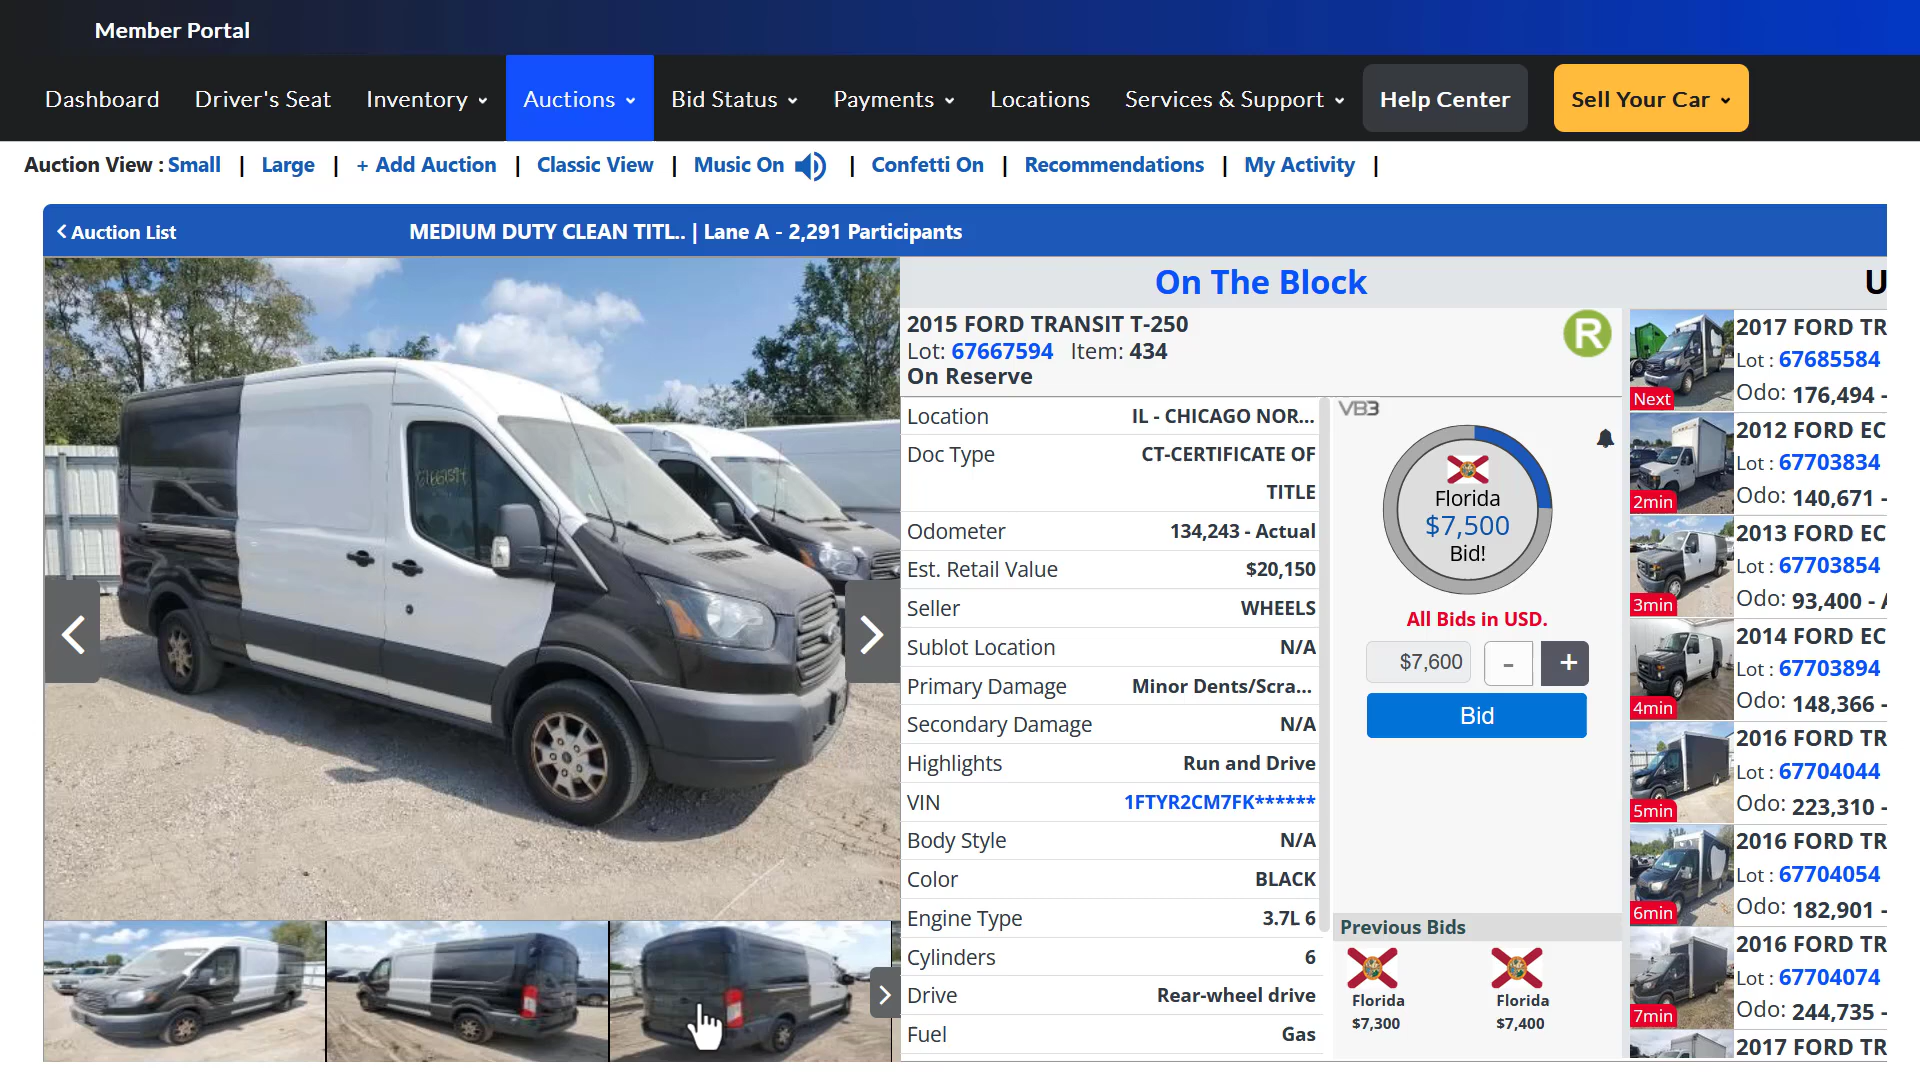 Member Portal
Dashboard Driver's Seat Inventory Auctions Bid Status Payments Locations Services & Support Help Center Sell Your Car
Auction View : Small | Large | + Add Auction | Classic View | Music On | Confetti On | Recommendations | My Activity |
Auction List MEDIUM DUTY CLEAN TITL.. | Lane A - 2,291 Participants
On The Block U
2015 FORD TRANSIT T-250
Lot: 67667594 Item: 434
On Reserve
R
Location IL - CHICAGO NOR...
Doc Type CT-CERTIFICATE OF
TITLE
Odometer 134,243 - Actual
Est. Retail Value $20,150
Seller WHEELS
Sublot Location N/A
Primary Damage Minor Dents/Scra...
Secondary Damage N/A
Highlights Run and Drive
VIN 1FTYR2CM7FK******
Body Style N/A
Color BLACK
Engine Type 3.7L 6
Cylinders 6
Drive Rear-wheel drive
Fuel Gas
VB3
Florida
$7,500
Bid!
All Bids in USD.
$7,600 - +
Bid
Previous Bids
Florida Florida
$7,300 $7,400
2017 FORD TR
Lot : 67685584
Odo: 176,494 -
Next
2012 FORD EC
Lot : 67703834
Odo: 140,671 -
2min
2013 FORD EC
Lot : 67703854
Odo: 93,400 - A
3min
2014 FORD EC
Lot : 67703894
Odo: 148,366 -
4min
2016 FORD TR
Lot : 67704044
Odo: 223,310 -
5min
2016 FORD TR
Lot : 67704054
Odo: 182,901 -
6min
2016 FORD TR
Lot : 67704074
Odo: 244,735 -
7min
2017 FORD TR
67667594